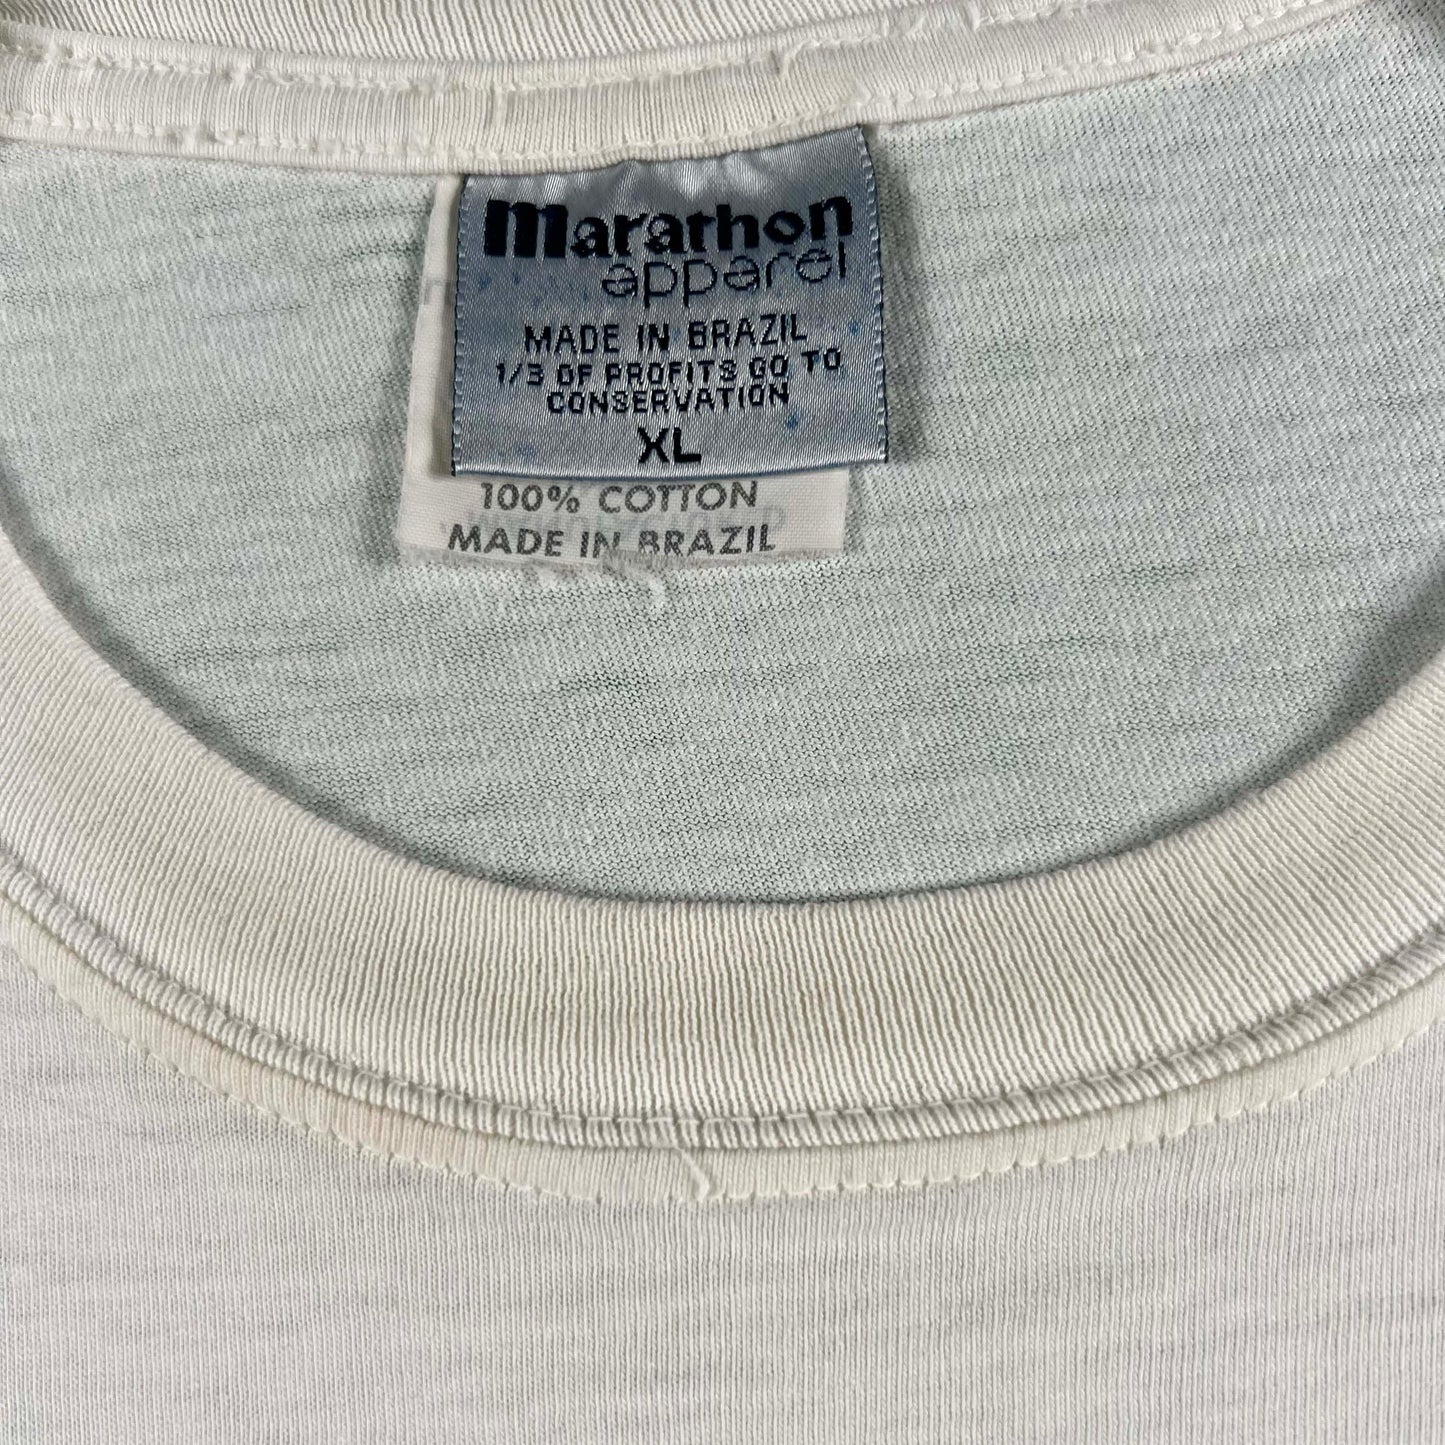 marathon
apparel
MADE IN BRAZIL
1/3 OF PROFITS GO TO
CONSERVATION
XL
100% COTTON
MADE IN BRAZIL